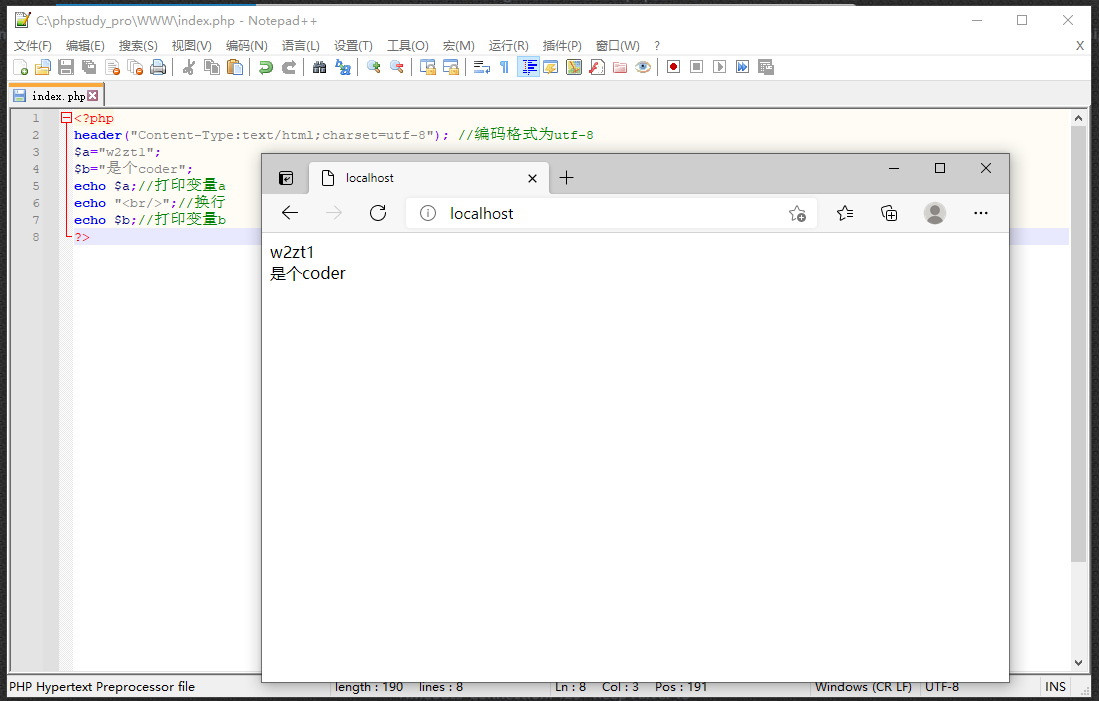 C:\phpstudy_pro\WWW\index.php - Notepad++
文件(F) 编辑(E) 搜索(S) 视图(V) 编码(N) 语言(L) 设置(T) 工具(O) 宏(M) 运行(R) 插件(P) 窗口(W) ? X
index.php
1 <?php
2 header("Content-Type:text/html;charset=utf-8"); //编码格式为utf-8
3 $a="w2zt1";
4 $b="是个coder";
5 echo $a;//打印变量a
6 echo "<br/>";//换行
7 echo $b;//打印变量b
8 ?>
localhost
localhost
w2zt1
是个coder
PHP Hypertext Preprocessor file length : 190 lines : 8 Ln : 8 Col : 3 Pos : 191 Windows (CR LF) UTF-8 INS